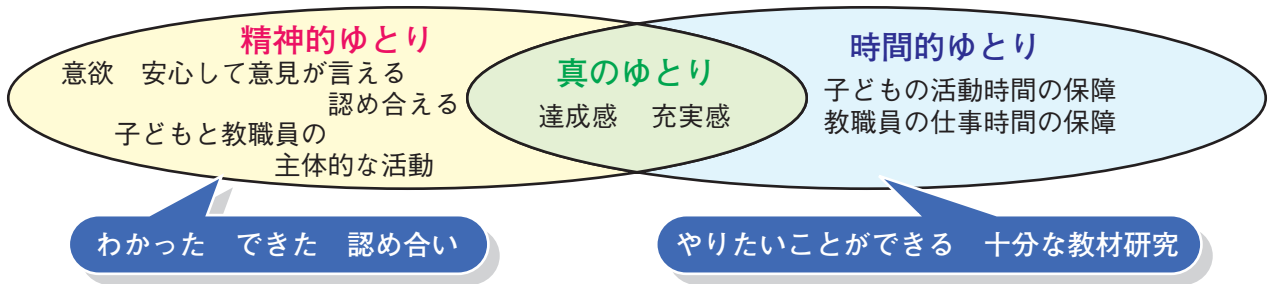 精神的ゆとり
意欲　安心して意見が言える
認め合える
子どもと教職員の
主体的な活動
真のゆとり
達成感　充実感
時間的ゆとり
子どもの活動時間の保障
教職員の仕事時間の保障
わかった　できた　認め合い
やりたいことができる　十分な教材研究